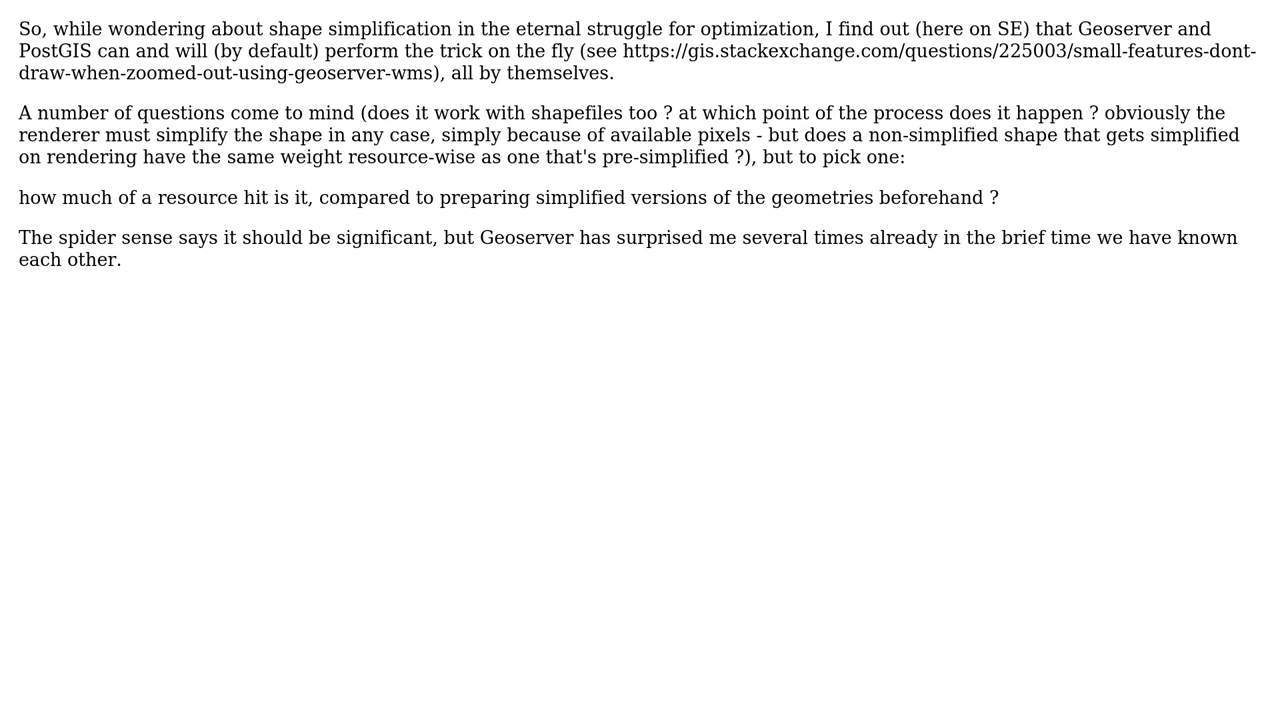 So, while wondering about shape simplification in the eternal struggle for optimization, I find out (here on SE) that Geoserver and
PostGIS can and will (by default) perform the trick on the fly (see https://gis.stackexchange.com/questions/225003/small-features-dont-
draw-when-zoomed-out-using-geoserver-wms), all by themselves.
A number of questions come to mind (does it work with shapefiles too ? at which point of the process does it happen ? obviously the
renderer must simplify the shape in any case, simply because of available pixels - but does a non-simplified shape that gets simplified
on rendering have the same weight resource-wise as one that's pre-simplified ?), but to pick one:
how much of a resource hit is it, compared to preparing simplified versions of the geometries beforehand ?
The spider sense says it should be significant, but Geoserver has surprised me several times already in the brief time we have known
each other.